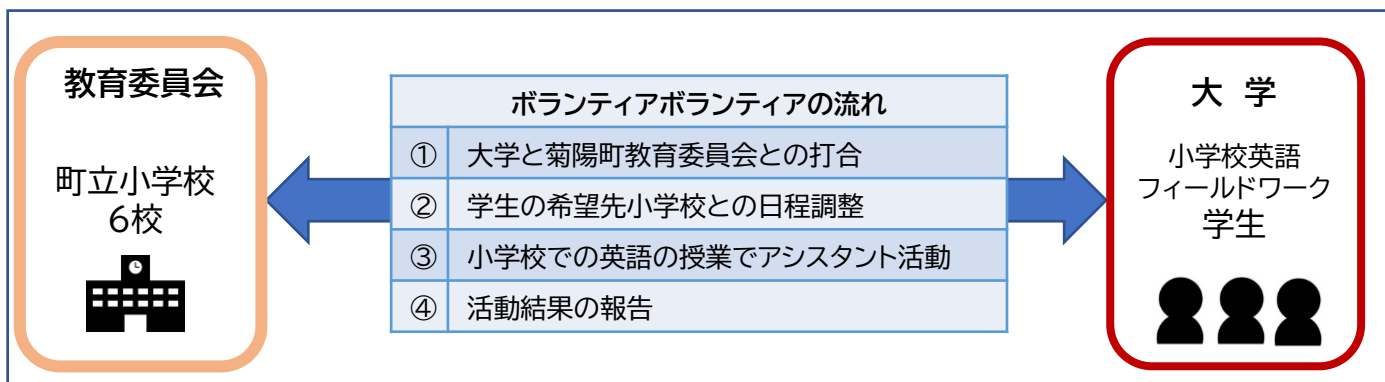 教育委員会
町立小学校
6校
ボランティアボランティアの流れ
① 大学と菊陽町教育委員会との打合
② 学生の希望先小学校との日程調整
③ 小学校での英語の授業でアシスタント活動
④ 活動結果の報告
大 学
小学校英語
フィールドワーク
学生